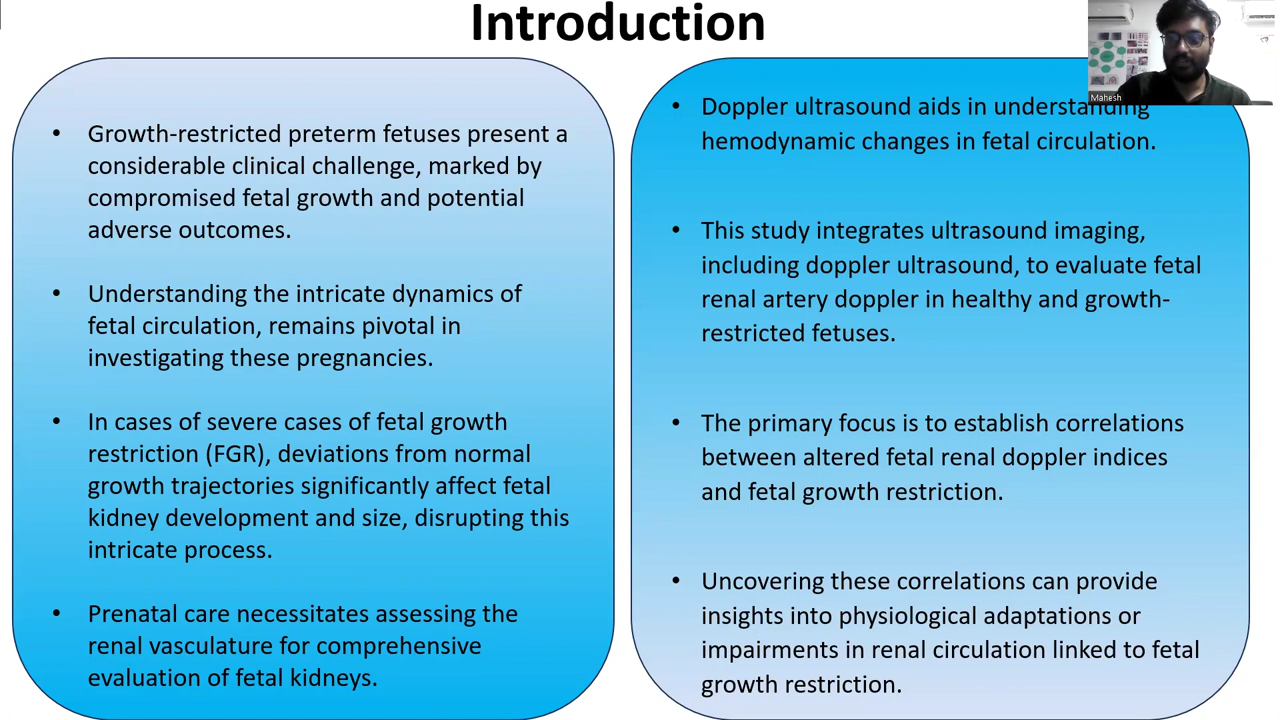 Introduction
• Growth-restricted preterm fetuses present a
considerable clinical challenge, marked by
compromised fetal growth and potential
adverse outcomes.
• Understanding the intricate dynamics of
fetal circulation, remains pivotal in
investigating these pregnancies.
• In cases of severe cases of fetal growth
restriction (FGR), deviations from normal
growth trajectories significantly affect fetal
kidney development and size, disrupting this
intricate process.
• Prenatal care necessitates assessing the
renal vasculature for comprehensive
evaluation of fetal kidneys.
• Doppler ultrasound aids in understanding
hemodynamic changes in fetal circulation.
• This study integrates ultrasound imaging,
including doppler ultrasound, to evaluate fetal
renal artery doppler in healthy and growth-
restricted fetuses.
• The primary focus is to establish correlations
between altered fetal renal doppler indices
and fetal growth restriction.
• Uncovering these correlations can provide
insights into physiological adaptations or
impairments in renal circulation linked to fetal
growth restriction.
Mahesh